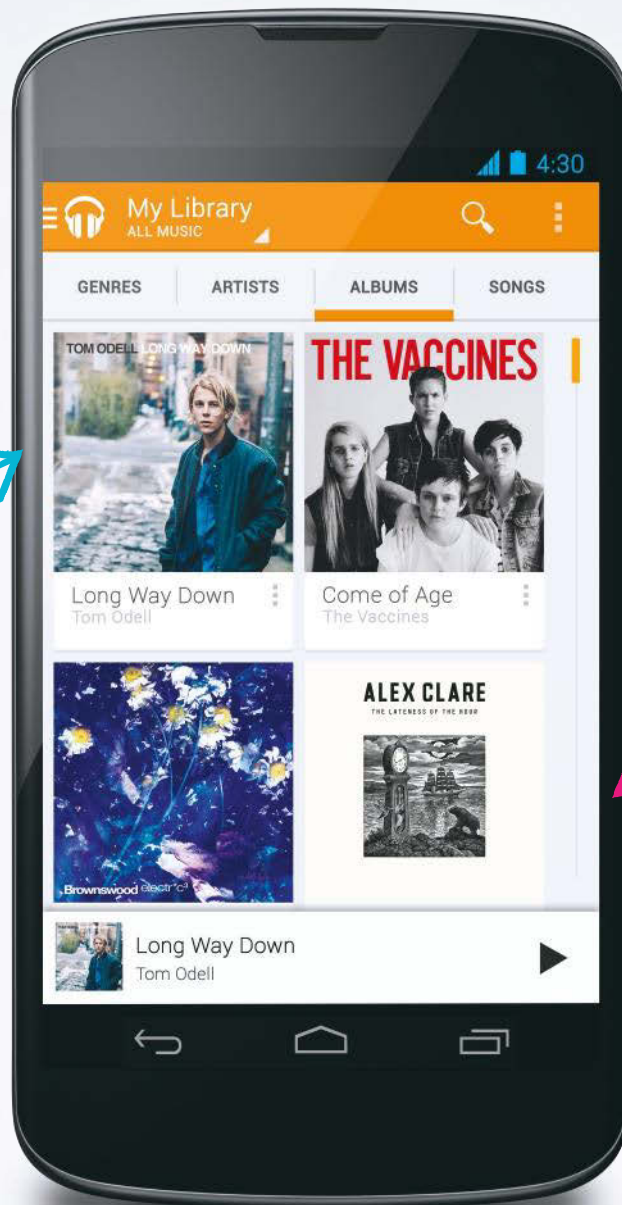 4:30
My Library
ALL MUSIC
GENRES ARTISTS ALBUMS SONGS
TOM ODELL LONG WAY DOWN
THE VACCINES
Long Way Down
Tom Odell
Come of Age
The Vaccines
Brownswood electr*c³
ALEX CLARE
THE LATENESS OF THE HOUR
Long Way Down
Tom Odell